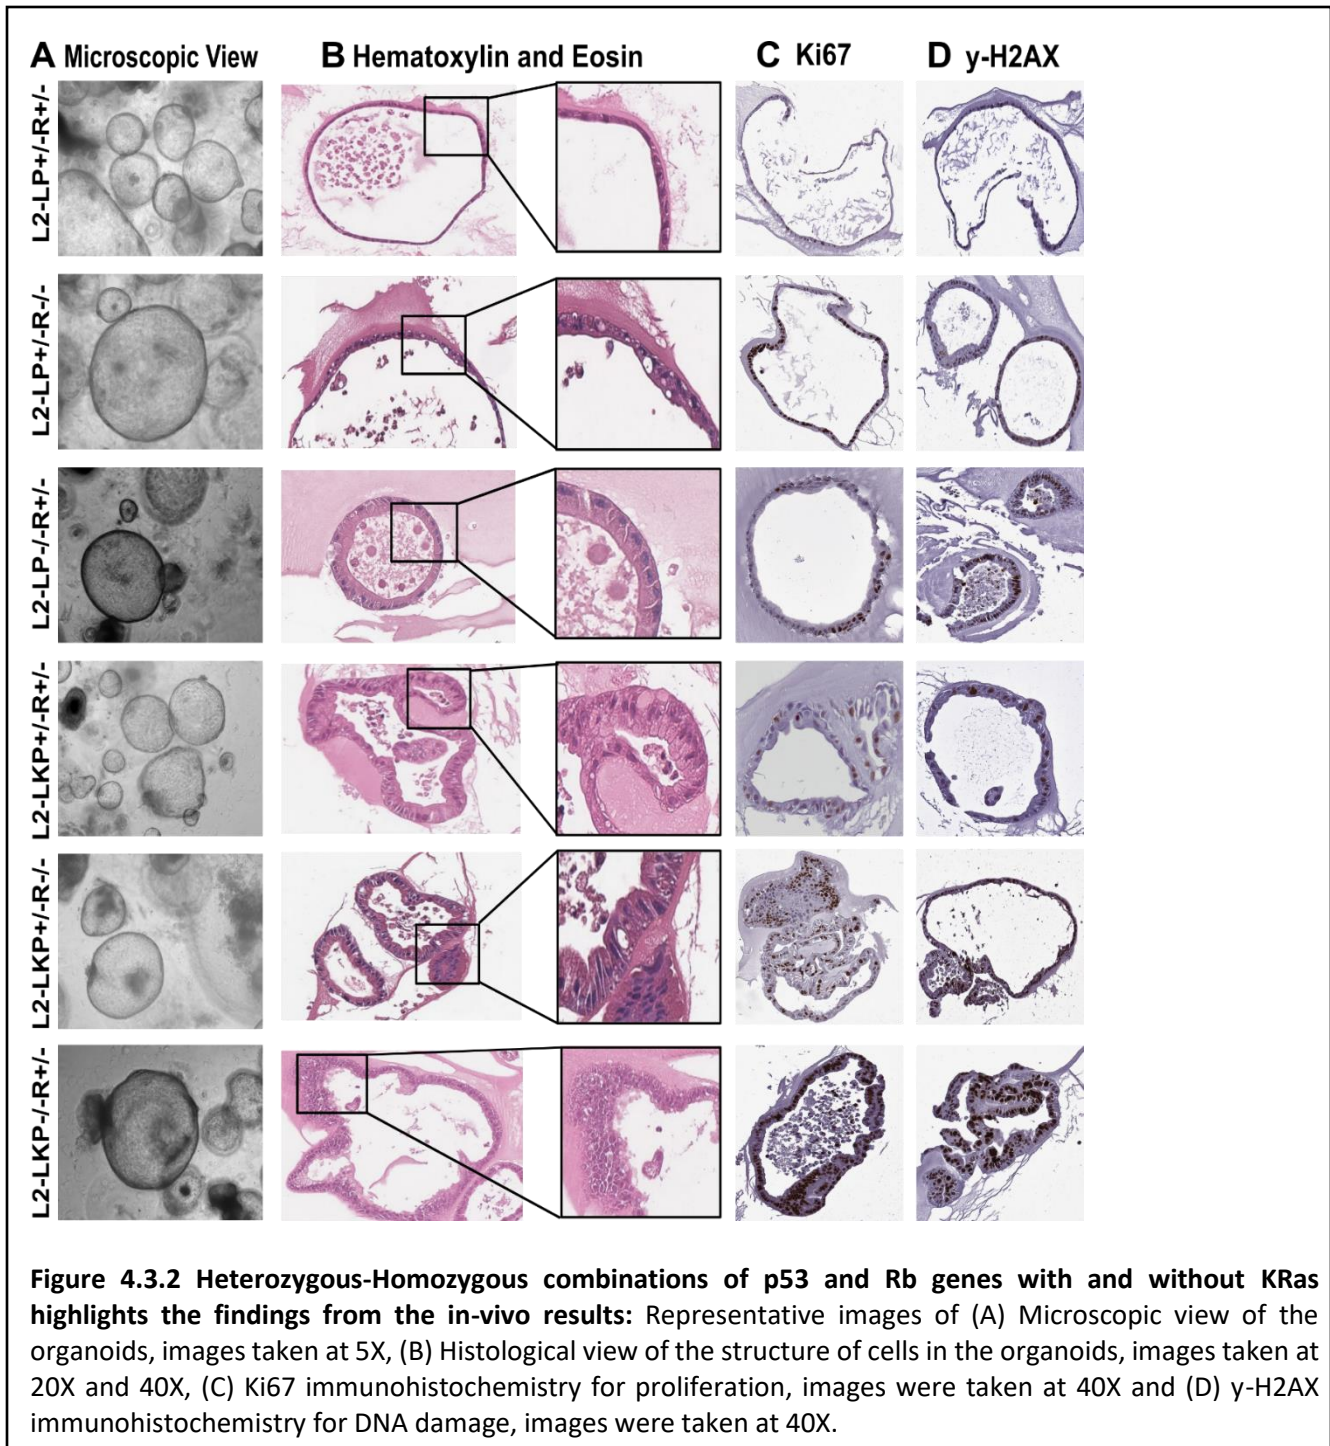 A Microscopic View
B Hematoxylin and Eosin
C Ki67
D y-H2AX
L2-LP+/-R+/-
L2-LP+/-R-/-
L2-LP-/-R+/-
L2-LKP+/-R+/-
L2-LKP+/-R-/-
L2-LKP-/-R+/-
Figure 4.3.2 Heterozygous-Homozygous combinations of p53 and Rb genes with and without KRas
highlights the findings from the in-vivo results: Representative images of (A) Microscopic view of the
organoids, images taken at 5X, (B) Histological view of the structure of cells in the organoids, images taken at
20X and 40X, (C) Ki67 immunohistochemistry for proliferation, images were taken at 40X and (D) y-H2AX
immunohistochemistry for DNA damage, images were taken at 40X.